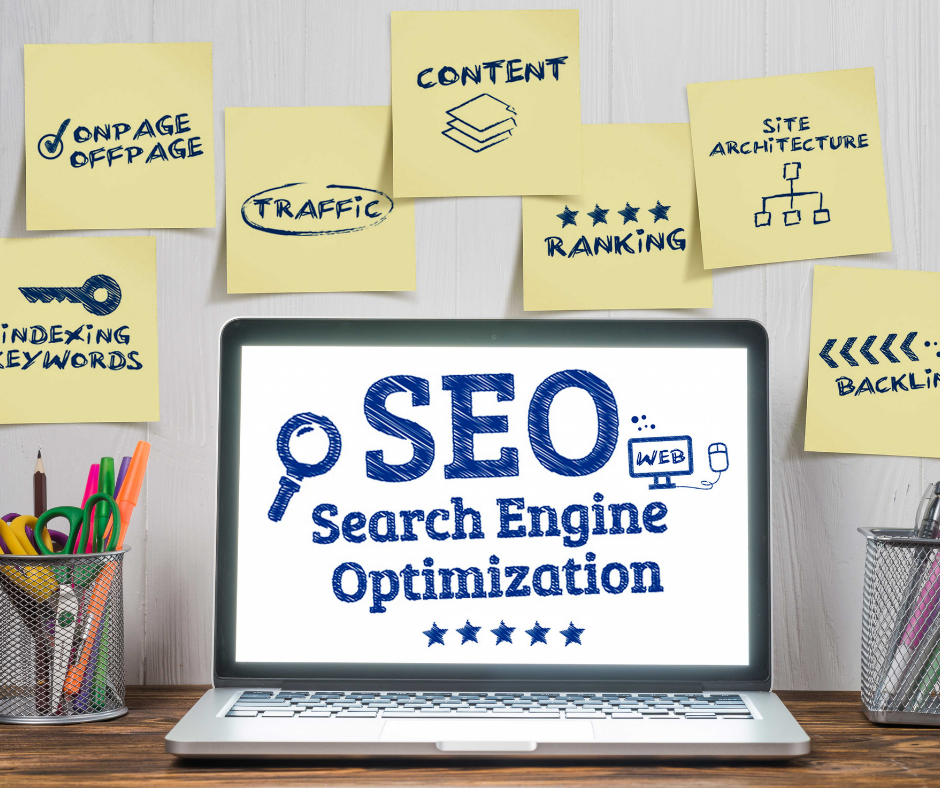 CONTENT
ONPAGE
OFFPAGE
SiTE
ARCHiTECTURE
TRAFFiC
RANKiNG
iNDEXiNG
KEYWORDS
BACKLiN
SEO
WEB
Search Engine
Optimization